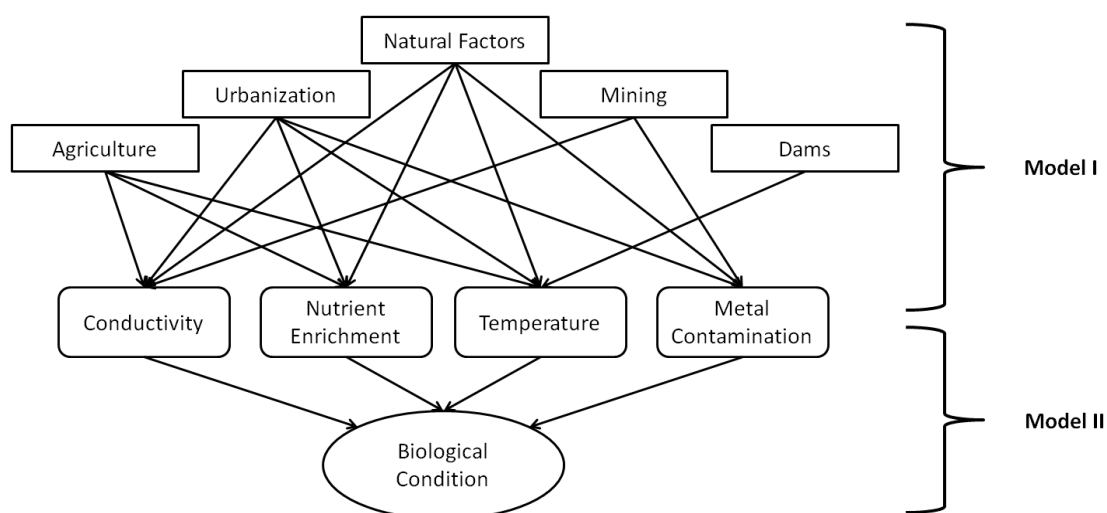 Natural Factors
Urbanization
Mining
Agriculture
Dams
Model I
Conductivity
Nutrient
Enrichment
Temperature
Metal
Contamination
Biological
Condition
Model II